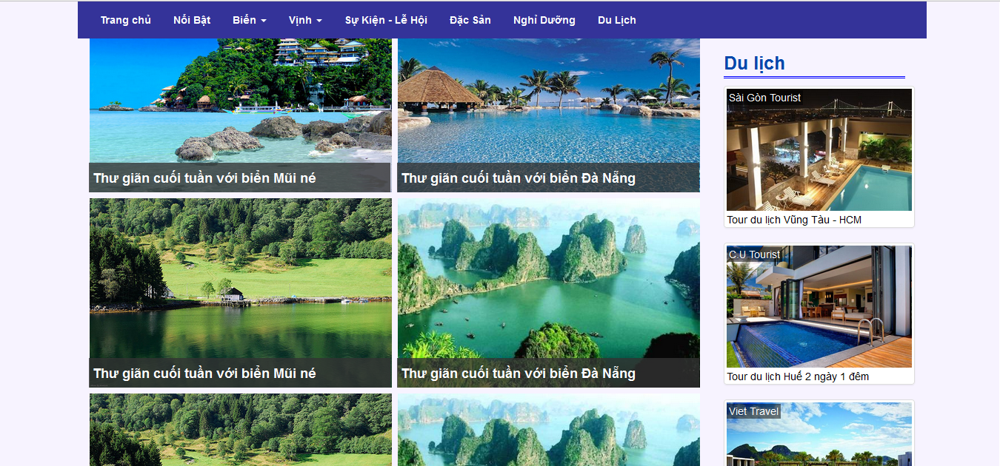 Trang chủ Nổi Bật Biển Vịnh Sự Kiện - Lễ Hội Đặc Sản Nghỉ Dưỡng Du Lịch
Thư giãn cuối tuần với biển Mũi né
Thư giãn cuối tuần với biển Đà Nẵng
Thư giãn cuối tuần với biển Mũi né
Thư giãn cuối tuần với biển Đà Nẵng
Du lịch
Sài Gòn Tourist
Tour du lịch Vũng Tàu - HCM
C.U Tourist
Tour du lịch Huế 2 ngày 1 đêm
Viet Travel